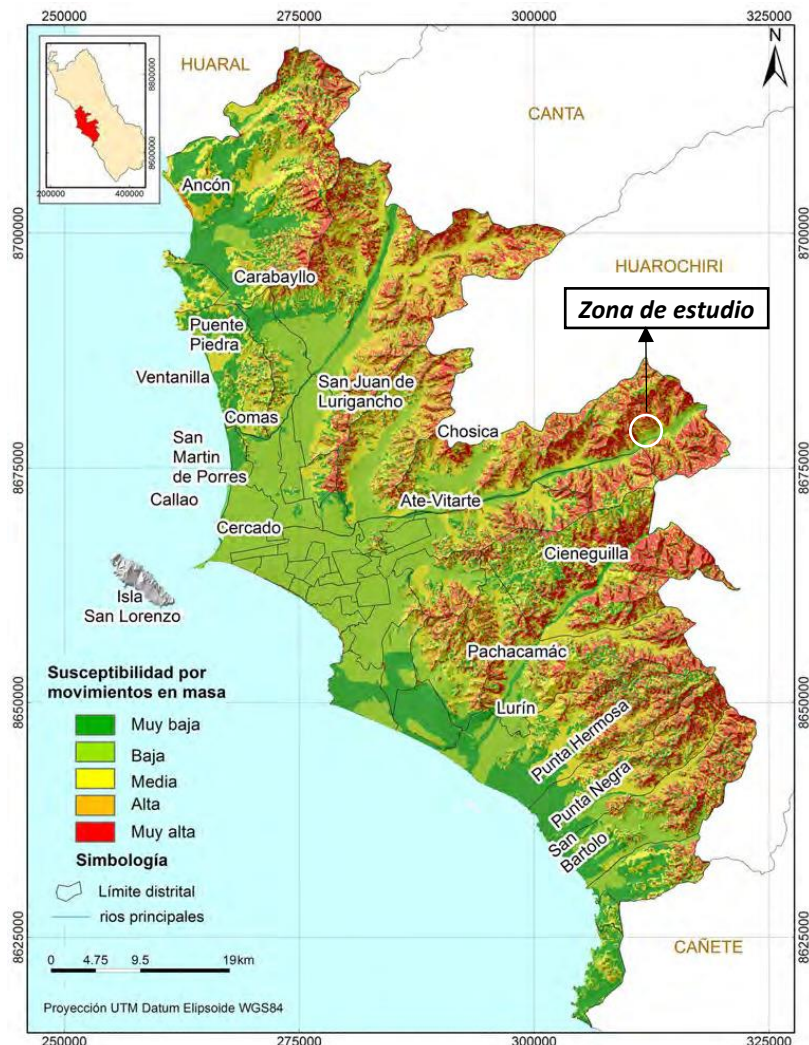 250000
275000
300000
325000
N
HUARAL
8800000
8600000
200000
400000
CANTA
Ancón
8700000
8700000
HUAROCHIRI
Carabayllo
Zona de estudio
Puente
Piedra
Ventanilla
San Juan de
Lurigancho
Comas
Chosica
San
Martin
de Porres
8675000
8675000
Callao
Ate-Vitarte
Cercado
Cieneguilla
Isla
San Lorenzo
Pachacamác
Susceptibilidad por
movimientos en masa
Lurín
8650000
8650000
Muy baja
Punta Hermosa
Baja
Media
Punta Negra
Alta
Muy alta
San
Bartolo
Simbología
Límite distrital
rios principales
8625000
8625000
CAÑETE
0 4.75 9.5 19km
Proyección UTM Datum Elipsoide WGS84
250000
275000
300000
325000